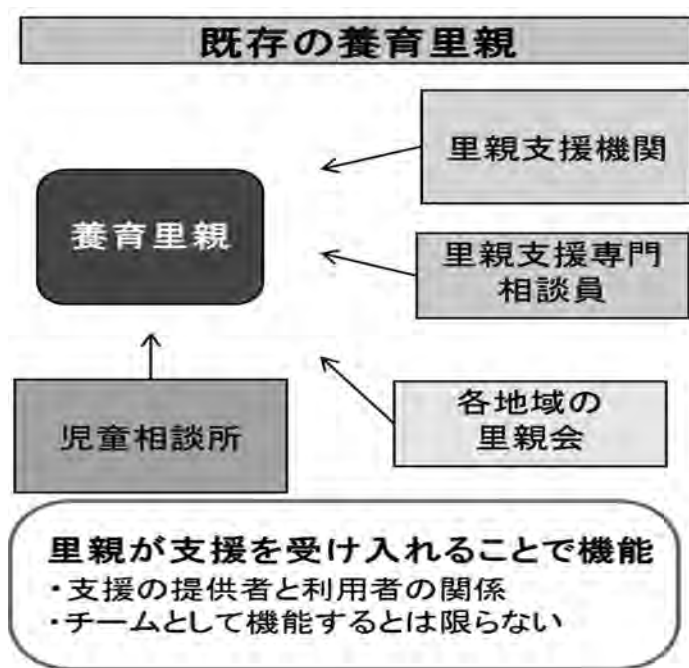 既存の養育里親
里親支援機関
養育里親
里親支援専門
相談員
児童相談所
各地域の
里親会
里親が支援を受け入れることで機能
・支援の提供者と利用者の関係
・チームとして機能するとは限らない